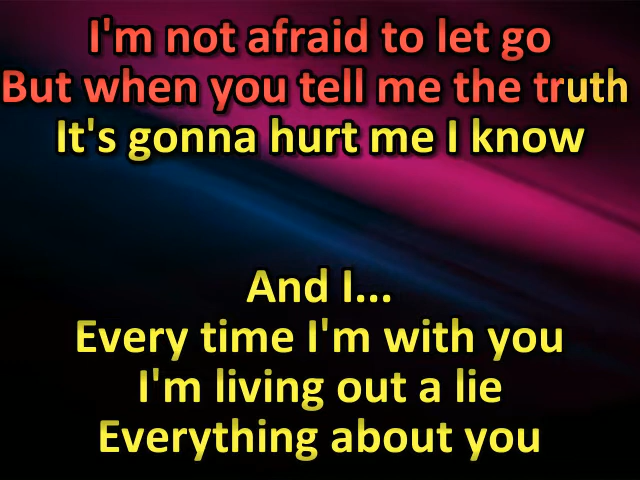 I'm not afraid to let go
But when you tell me the truth
It's gonna hurt me I know
And I...
Every time I'm with you
I'm living out a lie
Everything about you